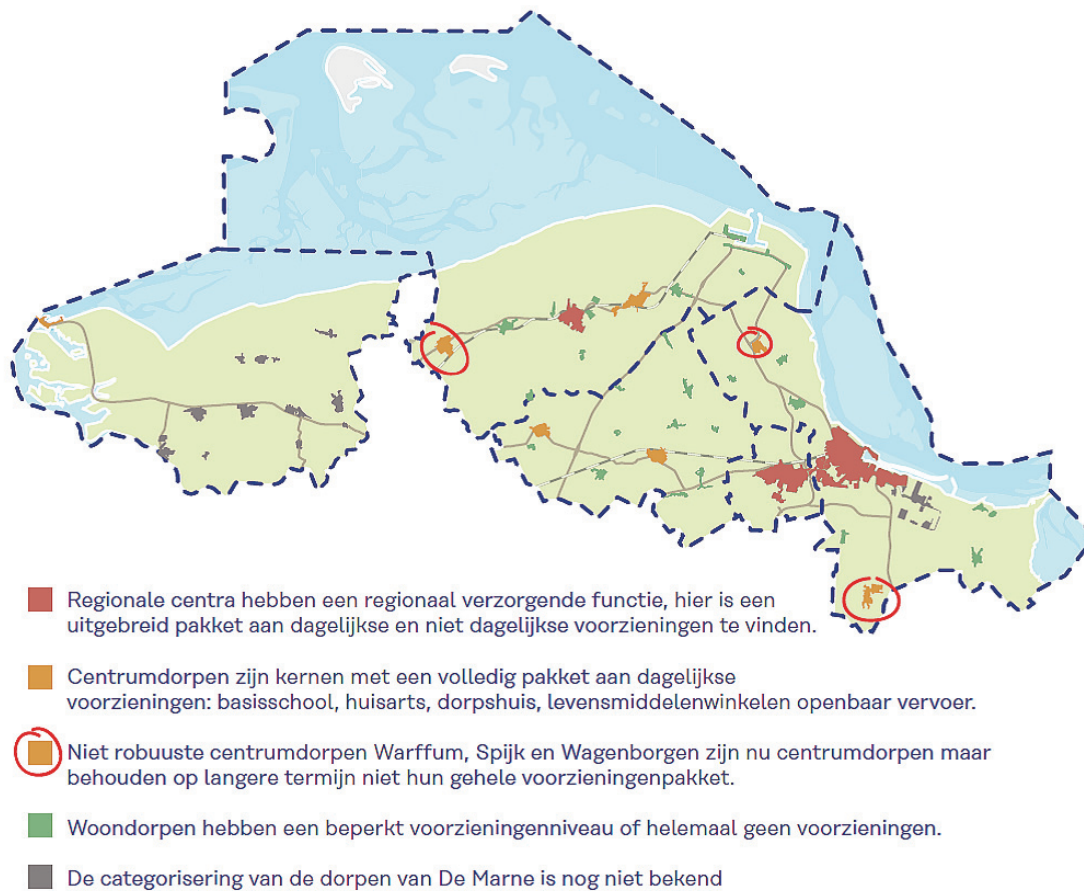 Regionale centra hebben een regionaal verzorgende functie, hier is een
uitgebreid pakket aan dagelijkse en niet dagelijkse voorzieningen te vinden.
Centrumdorpen zijn kernen met een volledig pakket aan dagelijkse
voorzieningen: basisschool, huisarts, dorpshuis, levensmiddelenwinkelen openbaar vervoer.
Niet robuuste centrumdorpen Warffum, Spijk en Wagenborgen zijn nu centrumdorpen maar
behouden op langere termijn niet hun gehele voorzieningenpakket.
Woondorpen hebben een beperkt voorzieningenniveau of helemaal geen voorzieningen.
De categorisering van de dorpen van De Marne is nog niet bekend